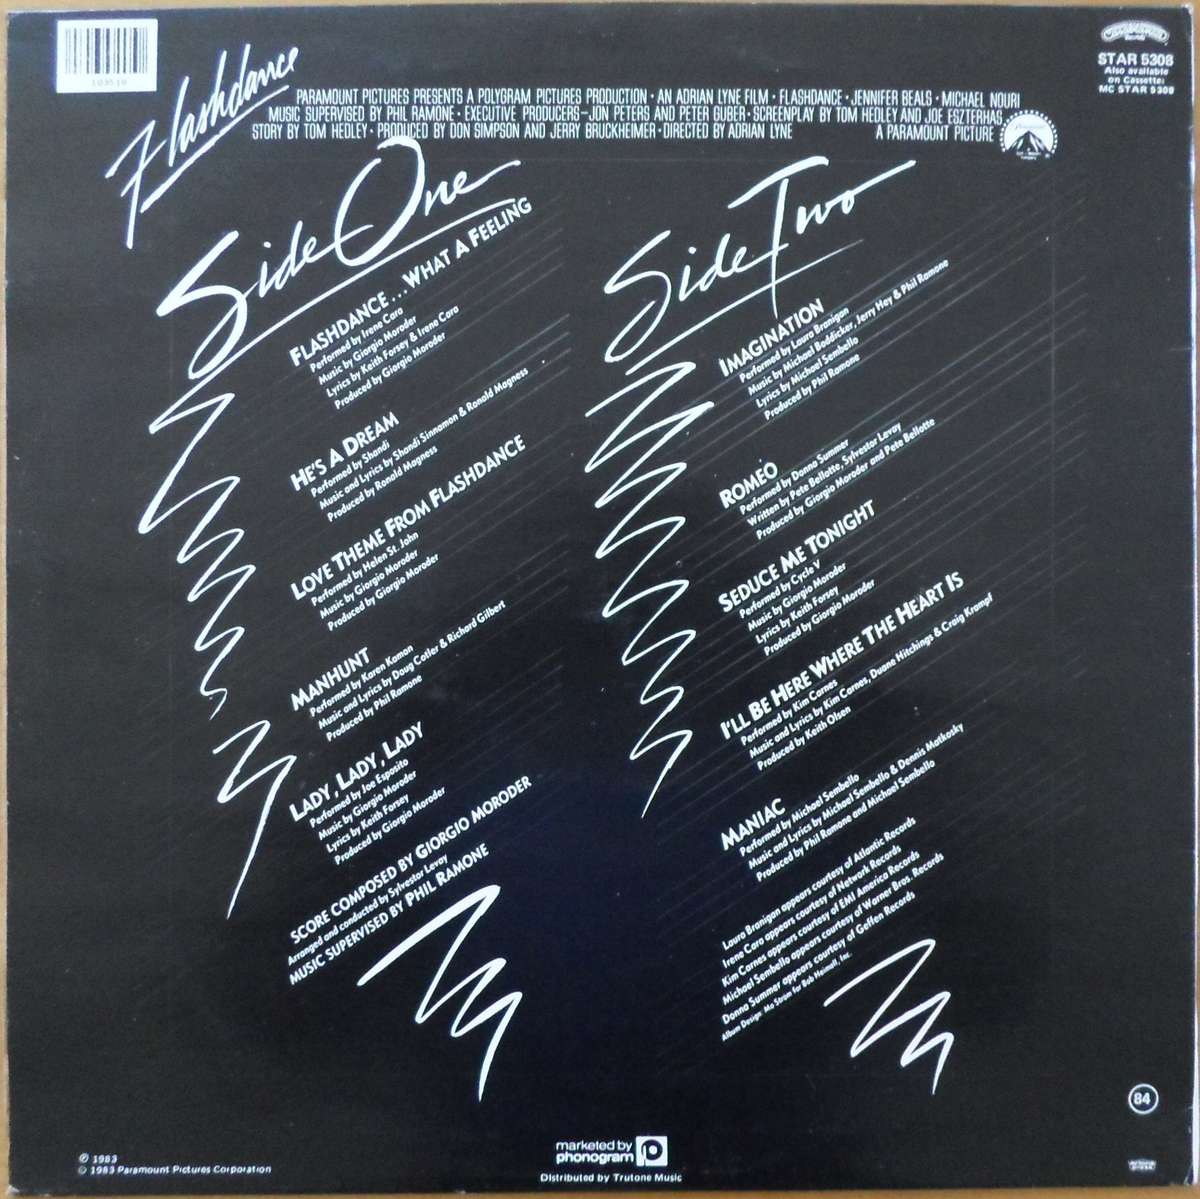 103510
Flashdance
Casablanca
STAR 5308
Also available
on Cassette:
MC STAR 5308
PARAMOUNT PICTURES PRESENTS A POLYGRAM PICTURES PRODUCTION · AN ADRIAN LYNE FILM · FLASHDANCE · JENNIFER BEALS · MICHAEL NOURI
MUSIC SUPERVISED BY PHIL RAMONE · EXECUTIVE PRODUCERS—JON PETERS AND PETER GUBER · SCREENPLAY BY TOM HEDLEY AND JOE ESZTERHAS
STORY BY TOM HEDLEY · PRODUCED BY DON SIMPSON AND JERRY BRUCKHEIMER · DIRECTED BY ADRIAN LYNE A PARAMOUNT PICTURE
Paramount
Side One
FLASHDANCE...WHAT A FEELING
Performed by Irene Cara
Music by Giorgio Moroder
Lyrics by Keith Forsey & Irene Cara
Produced by Giorgio Moroder
HE'S A DREAM
Performed by Shandi
Music and Lyrics by Shandi Sinnamon & Ronald Magness
Produced by Ronald Magness
LOVE THEME FROM FLASHDANCE
Performed by Helen St. John
Music by Giorgio Moroder
Produced by Giorgio Moroder
MANHUNT
Performed by Karen Kamon
Music and Lyrics by Doug Cotler & Richard Gilbert
Produced by Phil Ramone
LADY, LADY, LADY
Performed by Joe Esposito
Music by Giorgio Moroder
Lyrics by Keith Forsey
Produced by Giorgio Moroder
SCORE COMPOSED BY GIORGIO MORODER
Arranged and conducted by Sylvester Levay
MUSIC SUPERVISED BY PHIL RAMONE
Side Two
IMAGINATION
Performed by Laura Branigan
Music by Michael Boddicker, Jerry Hey & Phil Ramone
Lyrics by Michael Sembello
Produced by Phil Ramone
ROMEO
Performed by Donna Summer
Written by Pete Bellotte, Sylvester Levay
Produced by Giorgio Moroder and Pete Bellotte
SEDUCE ME TONIGHT
Performed by Cycle V
Music by Giorgio Moroder
Lyrics by Keith Forsey
Produced by Giorgio Moroder
I'LL BE HERE WHERE THE HEART IS
Performed by Kim Carnes
Music and Lyrics by Kim Carnes, Duane Hitchings & Craig Krampf
Produced by Keith Olsen
MANIAC
Performed by Michael Sembello
Music and Lyrics by Michael Sembello & Dennis Matkosky
Produced by Phil Ramone and Michael Sembello
Laura Branigan appears courtesy of Atlantic Records
Irene Cara appears courtesy of Network Records
Kim Carnes appears courtesy of EMI America Records
Michael Sembello appears courtesy of Warner Bros. Records
Donna Summer appears courtesy of Geffen Records
Album Design: Mo Strom for Bob Heimall, Inc.
84
℗ 1983
© 1983 Paramount Pictures Corporation
marketed by
phonogram
Distributed by Trutone Music